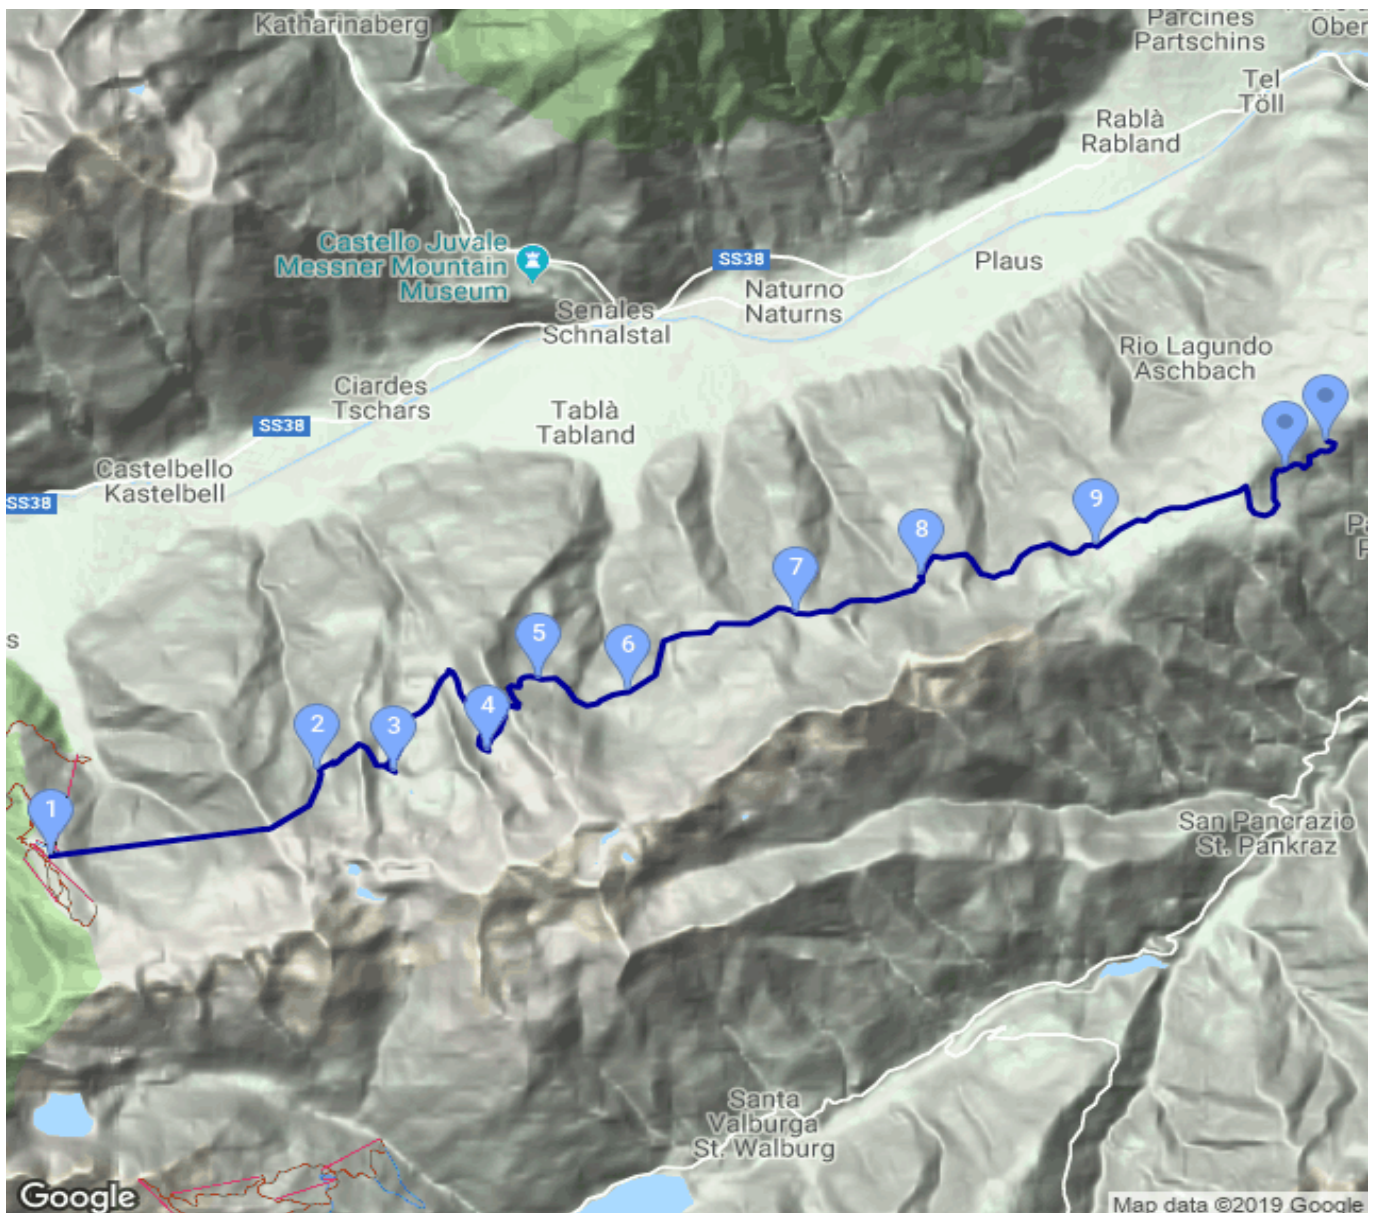 Katharinaberg
Parcines
Partschins
Ober
Tel
Töll
Rablà
Rabland
Castello Juvale
Messner Mountain
Museum
SS38
Plaus
Naturno
Naturns
Senales
Schnalstal
Rio Lagundo
Aschbach
Ciardes
Tschars
SS38
Tablà
Tabland
Castelbello
Kastelbell
SS38
9
8
7
5
6
s
2
3
4
1
San Pancrazio
St. Pankraz
Santa
Valburga
St. Walburg
Google
Map data ©2019 Google